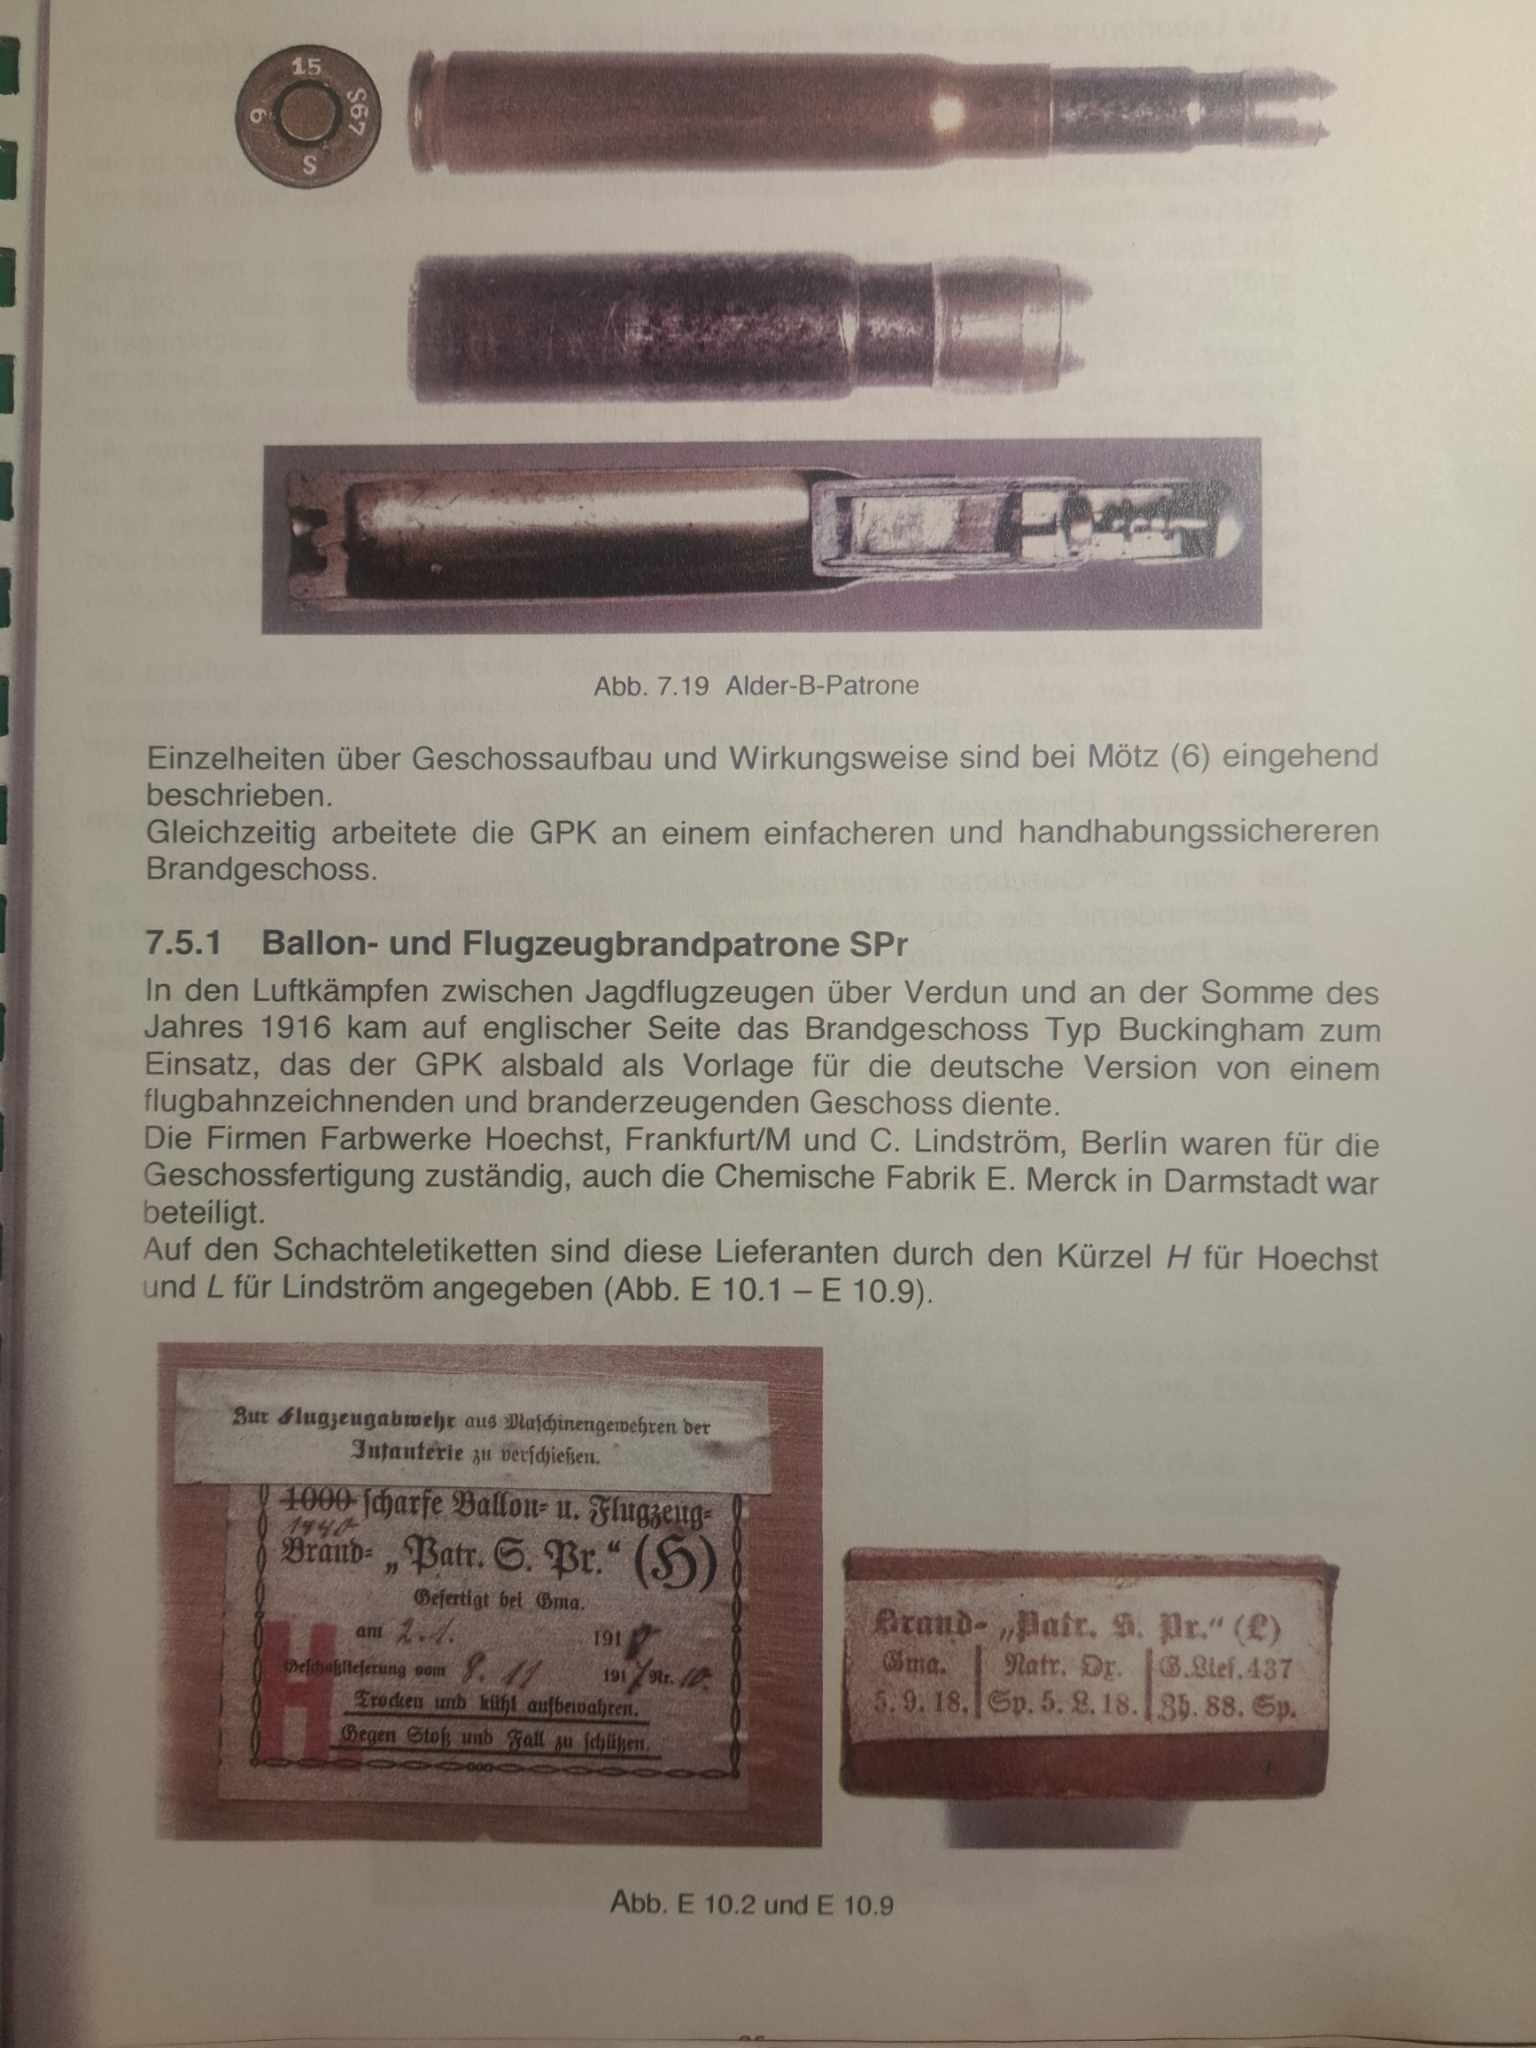 15
S67
S
9
Abb. 7.19 Alder-B-Patrone
Einzelheiten über Geschossaufbau und Wirkungsweise sind bei Mötz (6) eingehend
beschrieben.
Gleichzeitig arbeitete die GPK an einem einfacheren und handhabungssichereren
Brandgeschoss.
7.5.1 Ballon- und Flugzeugbrandpatrone SPr
In den Luftkämpfen zwischen Jagdflugzeugen über Verdun und an der Somme des
Jahres 1916 kam auf englischer Seite das Brandgeschoss Typ Buckingham zum
Einsatz, das der GPK alsbald als Vorlage für die deutsche Version von einem
flugbahnzeichnenden und branderzeugenden Geschoss diente.
Die Firmen Farbwerke Hoechst, Frankfurt/M und C. Lindström, Berlin waren für die
Geschossfertigung zuständig, auch die Chemische Fabrik E. Merck in Darmstadt war
beteiligt.
Auf den Schachteletiketten sind diese Lieferanten durch den Kürzel H für Hoechst
und L für Lindström angegeben (Abb. E 10.1 – E 10.9).
Zur Flugzeugabwehr aus Maschinengewehren der
Infanterie zu verschießen.
1000 scharfe Ballon- u. Flugzeug-
1440
Brand- „Patr. S. Pr.“ (H)
Gefertigt bei Gma.
am 2.1. 191
Geschoßlieferung vom 8. 11 1917 Nr. 10.
Trocken und kühl aufbewahren.
Gegen Stoß und Fall zu schützen.
H
Brand- „Patr. S. Pr.“ (L)
Gma. Natr. Dx. G. Lief. 437
5. 9. 18. Sp. 5. L. 18. Zh. 88. Sp.
Abb. E 10.2 und E 10.9